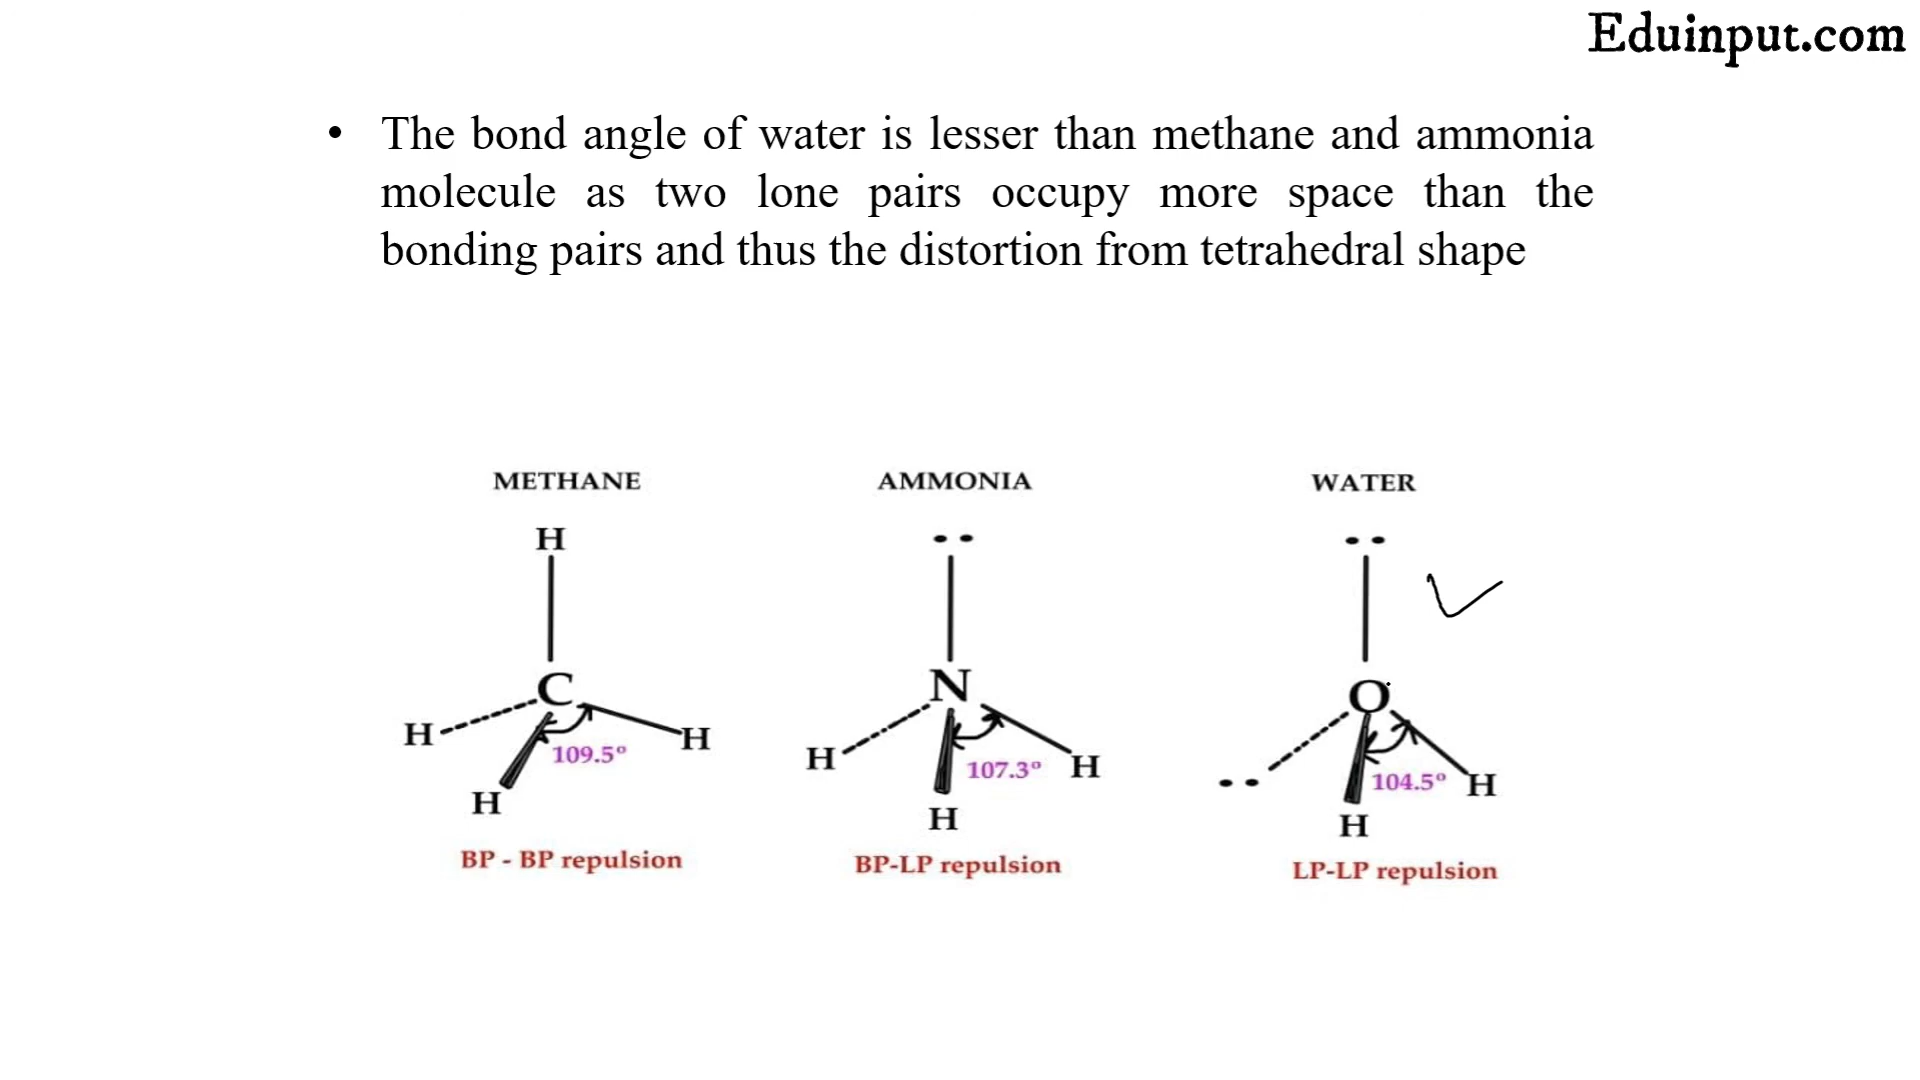 Eduinput.com
• The bond angle of water is lesser than methane and ammonia
molecule as two lone pairs occupy more space than the
bonding pairs and thus the distortion from tetrahedral shape
METHANE AMMONIA WATER
H
C N O
H H 109.5° H
H H 107.3° H
H 104.5° H
H
BP - BP repulsion BP-LP repulsion LP-LP repulsion